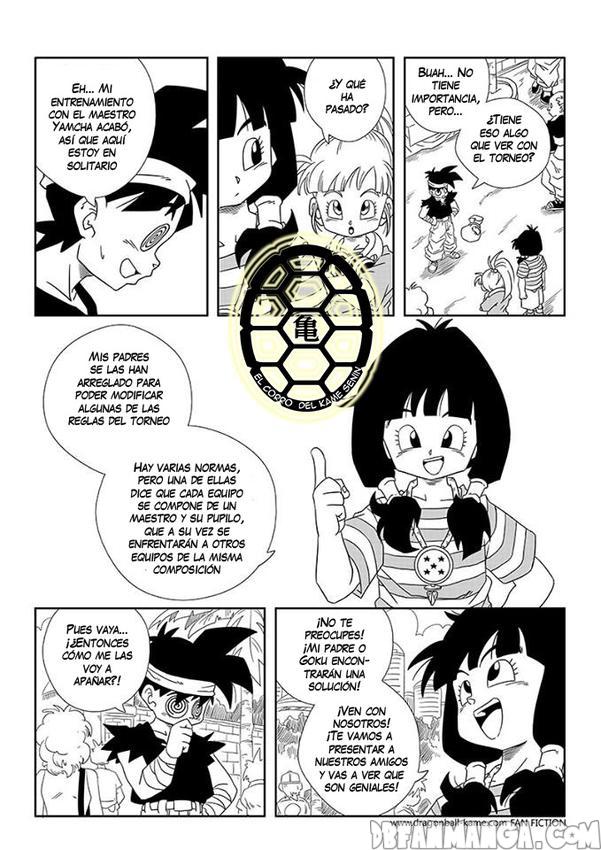 EH... MI
ENTRENAMIENTO
CON EL MAESTRO
YAMCHA ACABÓ,
ASÍ QUE AQUÍ
ESTOY EN
SOLITARIO
¿Y QUÉ
HA
PASADO?
BUAH... NO
TIENE
IMPORTANCIA,
PERO...
¿TIENE
ESO ALGO
QUE VER CON
EL TORNEO?
亀
EL CORRO DEL KAME SENIN
MIS PADRES
SE LAS HAN
ARREGLADO PARA
PODER MODIFICAR
ALGUNAS DE LAS
REGLAS DEL TORNEO
HAY VARIAS NORMAS,
PERO UNA DE ELLAS
DICE QUE CADA EQUIPO
SE COMPONE DE UN
MAESTRO Y SU PUPILO,
QUE A SU VEZ SE
ENFRENTARÁN A OTROS
EQUIPOS DE LA MISMA
COMPOSICIÓN
PUES VAYA...
¡¿ENTONCES
CÓMO ME LAS
VOY A
APAÑAR?!
¡NO TE
PREOCUPES!
¡MI PADRE O
GOKU ENCON-
TRARÁN UNA
SOLUCIÓN!
¡VEN CON
NOSOTROS!
¡TE VAMOS A
PRESENTAR A
NUESTROS AMIGOS
Y VAS A VER QUE
SON GENIALES!
www.dragonball-kame.com FAN FICTION
DBFANMANGA.COM